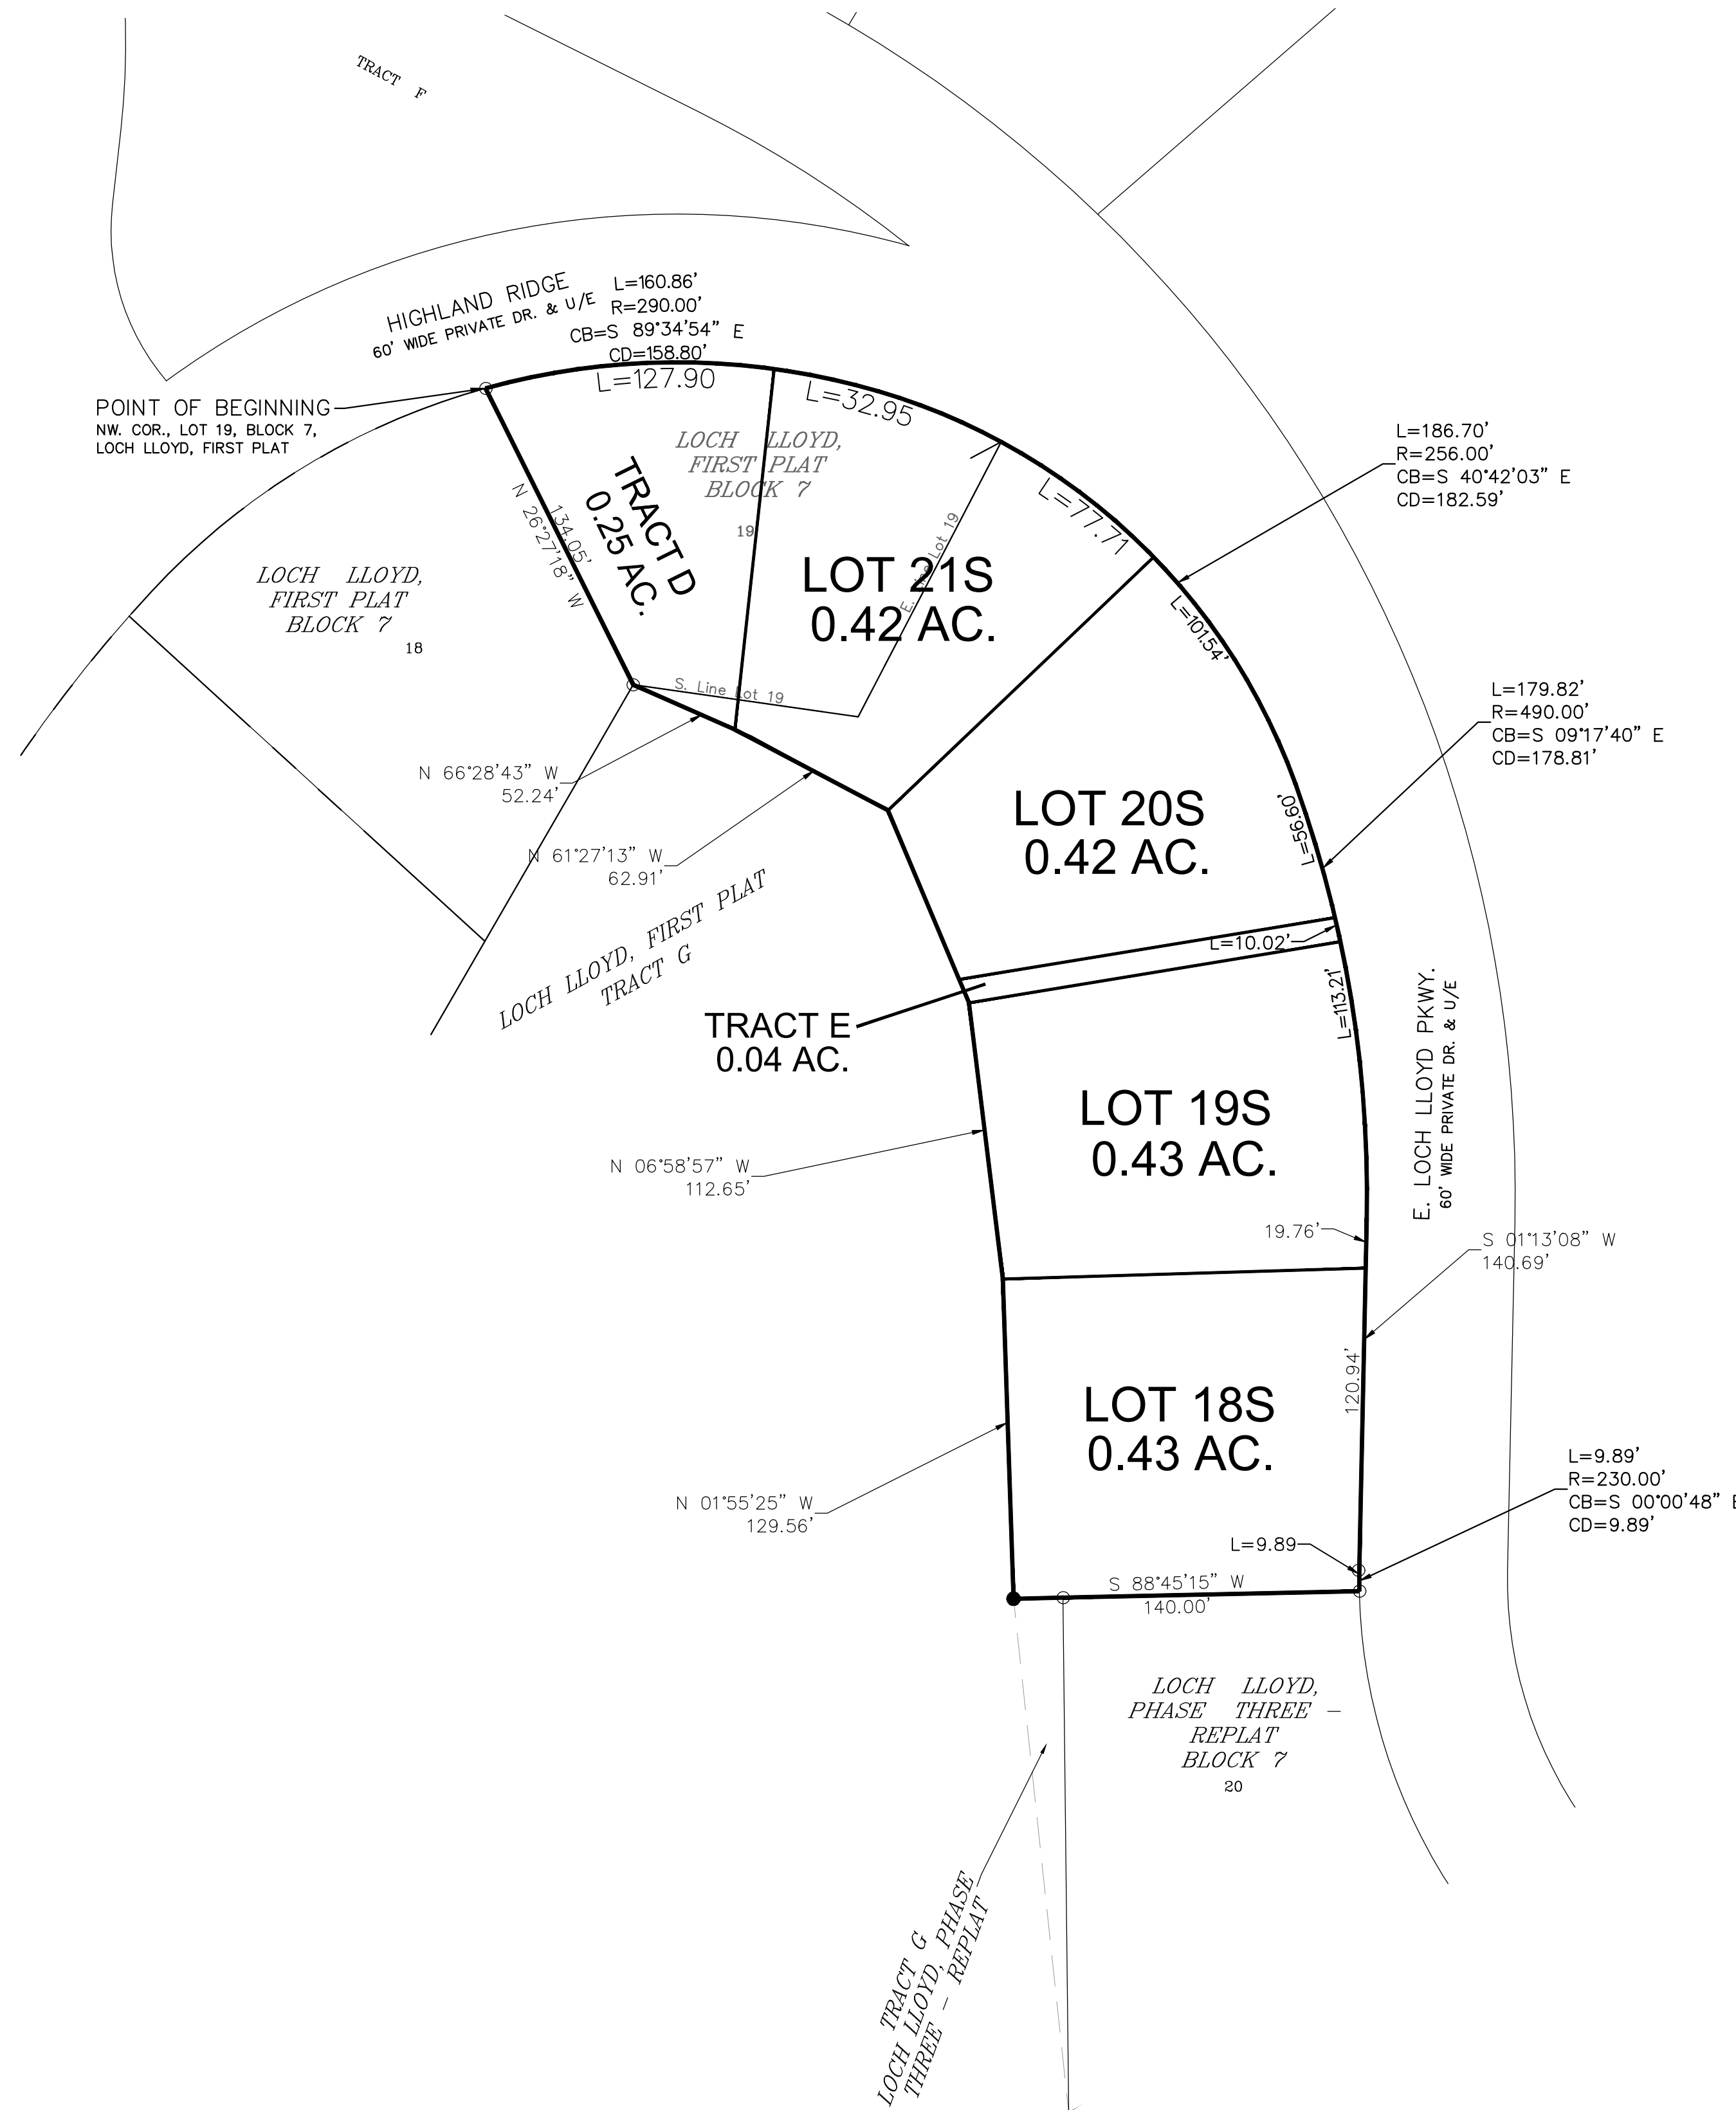 TRACT F
HIGHLAND RIDGE
60' WIDE PRIVATE DR. & U/E
L=160.86'
R=290.00'
CB=S 89°34'54" E
CD=158.80'
L=127.90
L=32.95
POINT OF BEGINNING
NW. COR., LOT 19, BLOCK 7,
LOCH LLOYD, FIRST PLAT
LOCH LLOYD,
FIRST PLAT
BLOCK 7
19
L=186.70'
R=256.00'
CB=S 40°42'03" E
CD=182.59'
L=77.71
N 26°27'18" W
134.05'
TRACT D
0.25 AC.
LOT 21S
0.42 AC.
E. Line Lot 19
LOCH LLOYD,
FIRST PLAT
BLOCK 7
18
L=101.54'
S. Line Lot 19
L=179.82'
R=490.00'
CB=S 09°17'40" E
CD=178.81'
N 66°28'43" W
52.24'
L=56.60'
LOT 20S
0.42 AC.
N 61°27'13" W
62.91'
LOCH LLOYD, FIRST PLAT
TRACT G
L=10.02'
L=113.21'
TRACT E
0.04 AC.
E. LOCH LLOYD PKWY.
60' WIDE PRIVATE DR. & U/E
LOT 19S
0.43 AC.
N 06°58'57" W
112.65'
19.76'
S 01°13'08" W
140.69'
120.94'
LOT 18S
0.43 AC.
N 01°55'25" W
129.56'
L=9.89'
R=230.00'
CB=S 00°00'48" E
CD=9.89'
L=9.89
S 88°45'15" W
140.00'
LOCH LLOYD,
PHASE THREE -
REPLAT
BLOCK 7
20
TRACT G
LOCH LLOYD, PHASE
THREE - REPLAT